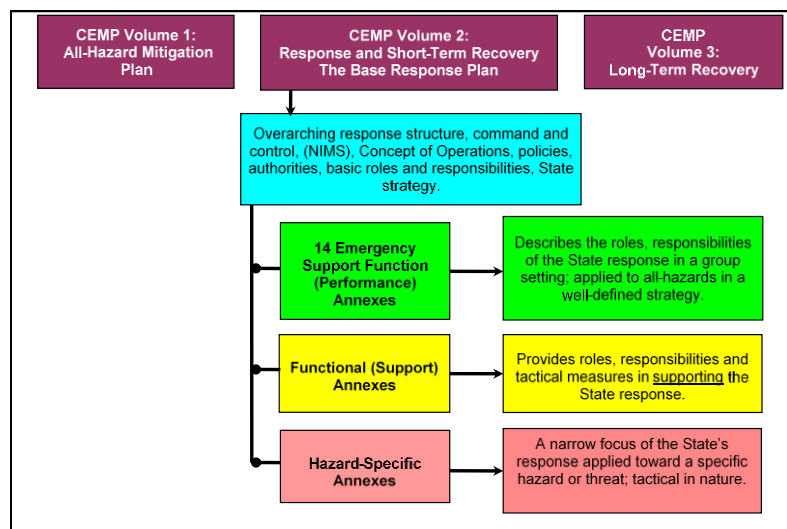 CEMP Volume 1:
All-Hazard Mitigation
Plan
CEMP Volume 2:
Response and Short-Term Recovery
The Base Response Plan
CEMP
Volume 3:
Long-Term Recovery
Overarching response structure, command and
control, (NIMS), Concept of Operations, policies,
authorities, basic roles and responsibilities, State
strategy.
14 Emergency
Support Function
(Performance)
Annexes
Describes the roles, responsibilities
of the State response in a group
setting; applied to all-hazards in a
well-defined strategy.
Functional (Support)
Annexes
Provides roles, responsibilities and
tactical measures in supporting the
State response.
Hazard-Specific
Annexes
A narrow focus of the State's
response applied toward a specific
hazard or threat; tactical in nature.